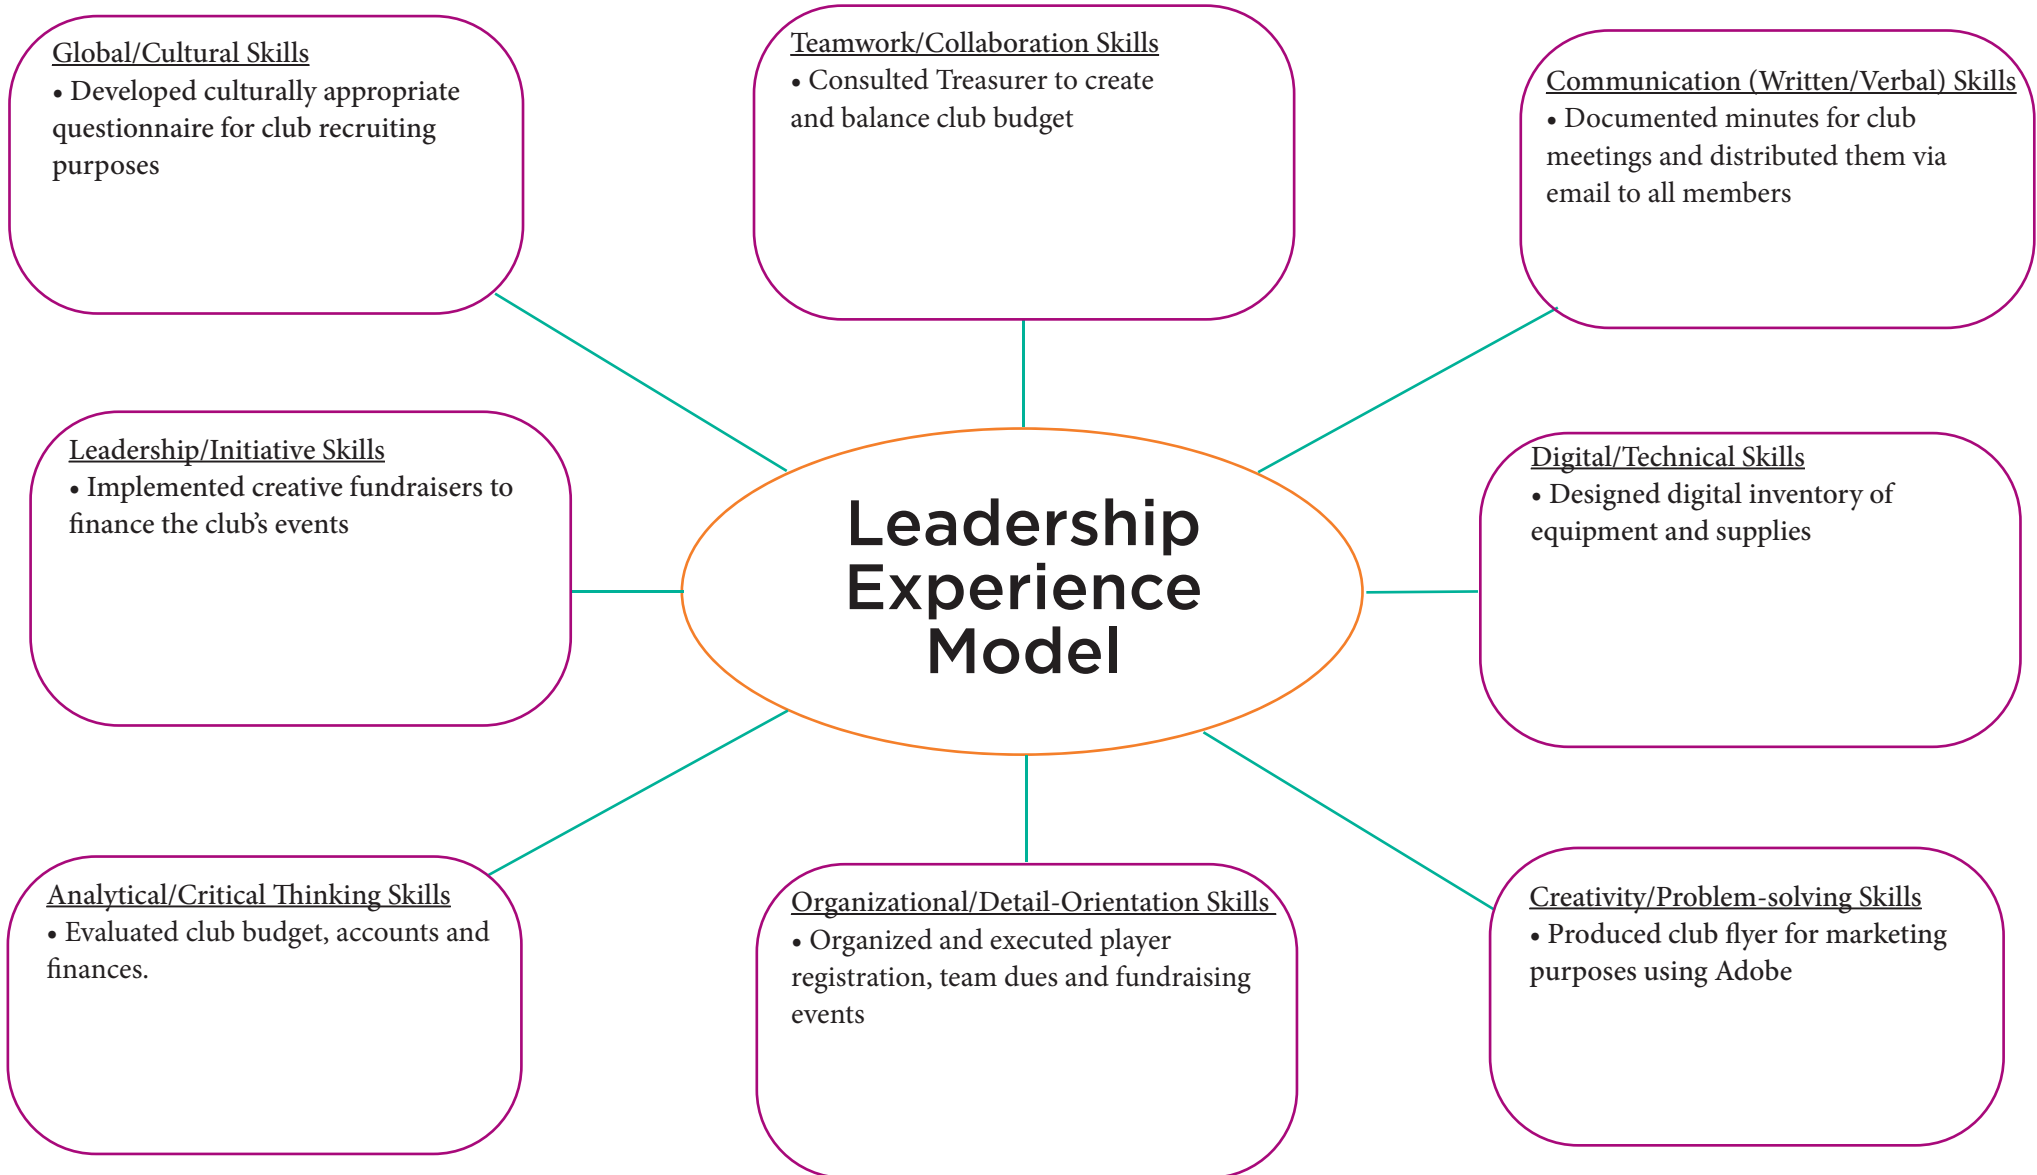 Global/Cultural Skills
• Developed culturally appropriate
questionnaire for club recruiting
purposes
Teamwork/Collaboration Skills
• Consulted Treasurer to create
and balance club budget
Communication (Written/Verbal) Skills
• Documented minutes for club
meetings and distributed them via
email to all members
Leadership/Initiative Skills
• Implemented creative fundraisers to
finance the club’s events
Leadership
Experience
Model
Digital/Technical Skills
• Designed digital inventory of
equipment and supplies
Analytical/Critical Thinking Skills
• Evaluated club budget, accounts and
finances.
Organizational/Detail-Orientation Skills
• Organized and executed player
registration, team dues and fundraising
events
Creativity/Problem-solving Skills
• Produced club flyer for marketing
purposes using Adobe